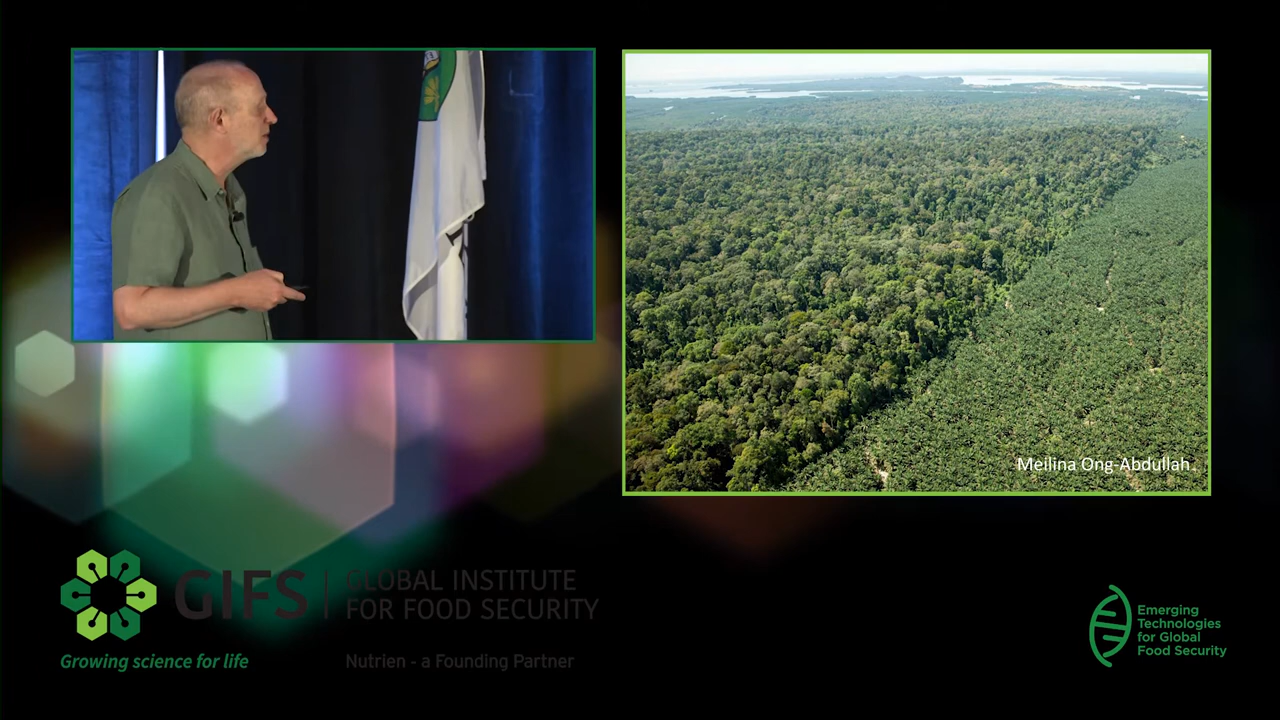 Meilina Ong-Abdullah
GIFS
GLOBAL INSTITUTE
FOR FOOD SECURITY
Growing science for life
Nutrien - a Founding Partner
Emerging
Technologies
for Global
Food Security